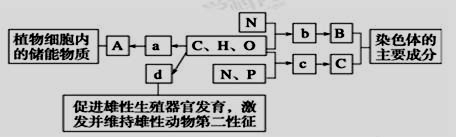 N
植物细胞内
的储能物质
A
a
C、H、O
b
B
染色体的
主要成分
d
N、P
c
C
促进雄性生殖器官发育，激
发并维持雄性动物第二性征